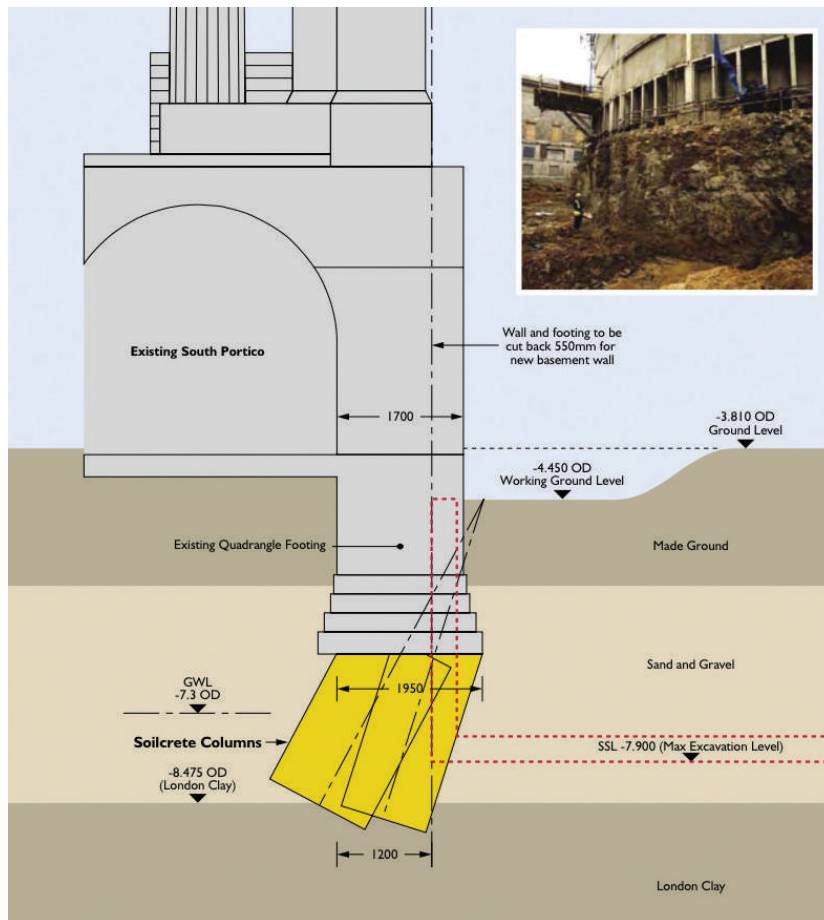 Existing South Portico
Wall and footing to be
cut back 550mm for
new basement wall
1700
-3.810 OD
Ground Level
-4.450 OD
Working Ground Level
Existing Quadrangle Footing
Made Ground
Sand and Gravel
GWL
-7.3 OD
1950
Soilcrete Columns
SSL -7.900 (Max Excavation Level)
-8.475 OD
(London Clay)
1200
London Clay